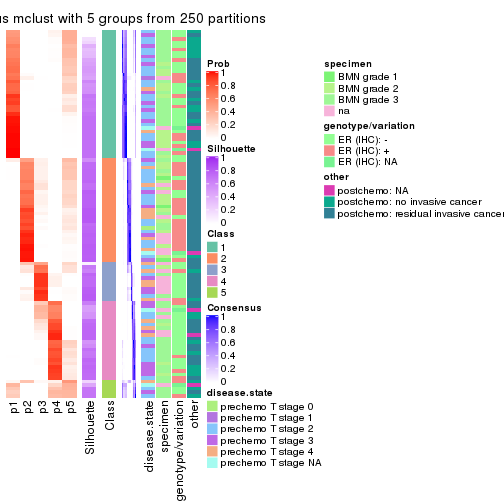 us mclust with 5 groups from 250 partitions
Prob
1
0.8
0.6
0.4
0.2
0
Silhouette
1
0.8
0.6
0.4
0.2
0
Class
1
2
3
4
5
Consensus
1
0.8
0.6
0.4
0.2
0
disease.state
prechemo T stage 0
prechemo T stage 1
prechemo T stage 2
prechemo T stage 3
prechemo T stage 4
prechemo T stage NA
specimen
BMN grade 1
BMN grade 2
BMN grade 3
na
genotype/variation
ER (IHC): -
ER (IHC): +
ER (IHC): NA
other
postchemo: NA
postchemo: no invasive cancer
postchemo: residual invasive cancer
p1
p2
p3
p4
p5
Silhouette
Class
disease.state
specimen
genotype/variation
other